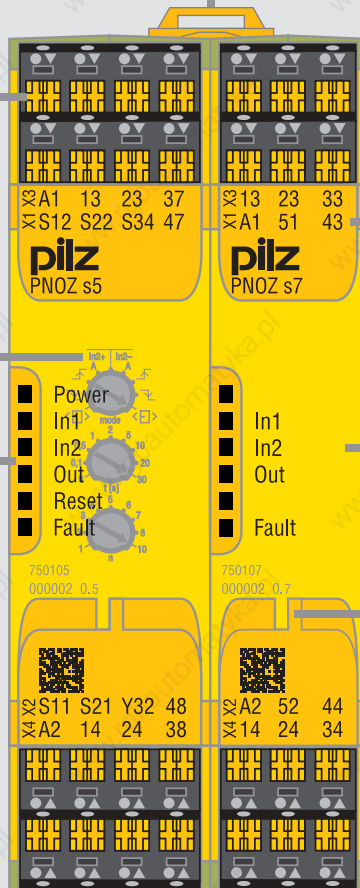 X3 A1 13 23 37
X1 S12 S22 S34 47
pilz
PNOZ s5
In2+ In2-
A A
Power
mode
In1
In2
Out
t [s]
Reset
Fault
n
750105
000002 0.5
X2 S11 S21 Y32 48
X4 A2 14 24 38
X3 13 23 33
X1 A1 51 43
pilz
PNOZ s7
In1
In2
Out
Fault
750107
000002 0.7
X2 A2 52 44
X4 14 24 34